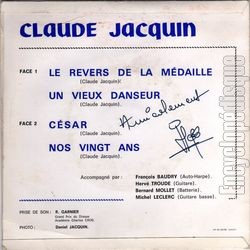 CLAUDE JACQUIN
FACE 1 LE REVERS DE LA MÉDAILLE
(Claude Jacquin).
UN VIEUX DANSEUR
(Claude Jacquin).
Amicalement
FACE 2 CÉSAR
(Claude Jacquin).
NOS VINGT ANS
(Claude Jacquin).
Accompagné par : François BAUDRY (Auto-Harpe).
Hervé TROUDE (Guitare).
Bernard MOLLET (Batterie).
Michel LECLERC (Guitare basse).
PRISE DE SON : R. GARNIER
Grand Prix du Disque
Académie Charles CROS.
PHOTO : Daniel JACQUIN.